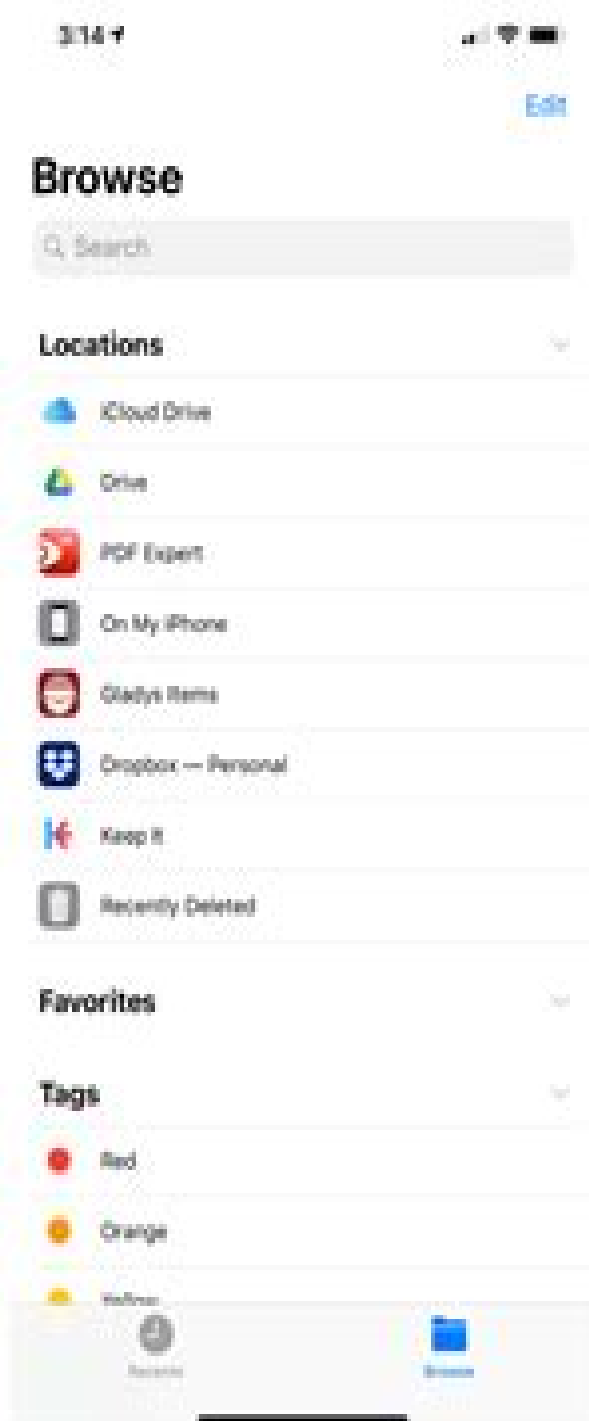 3:14
Edit
Browse
Search
Locations
iCloud Drive
Drive
PDF Expert
On My iPhone
Gladys Items
Dropbox — Personal
Keep It
Recently Deleted
Favorites
Tags
Red
Orange
Yellow
Recents
Browse